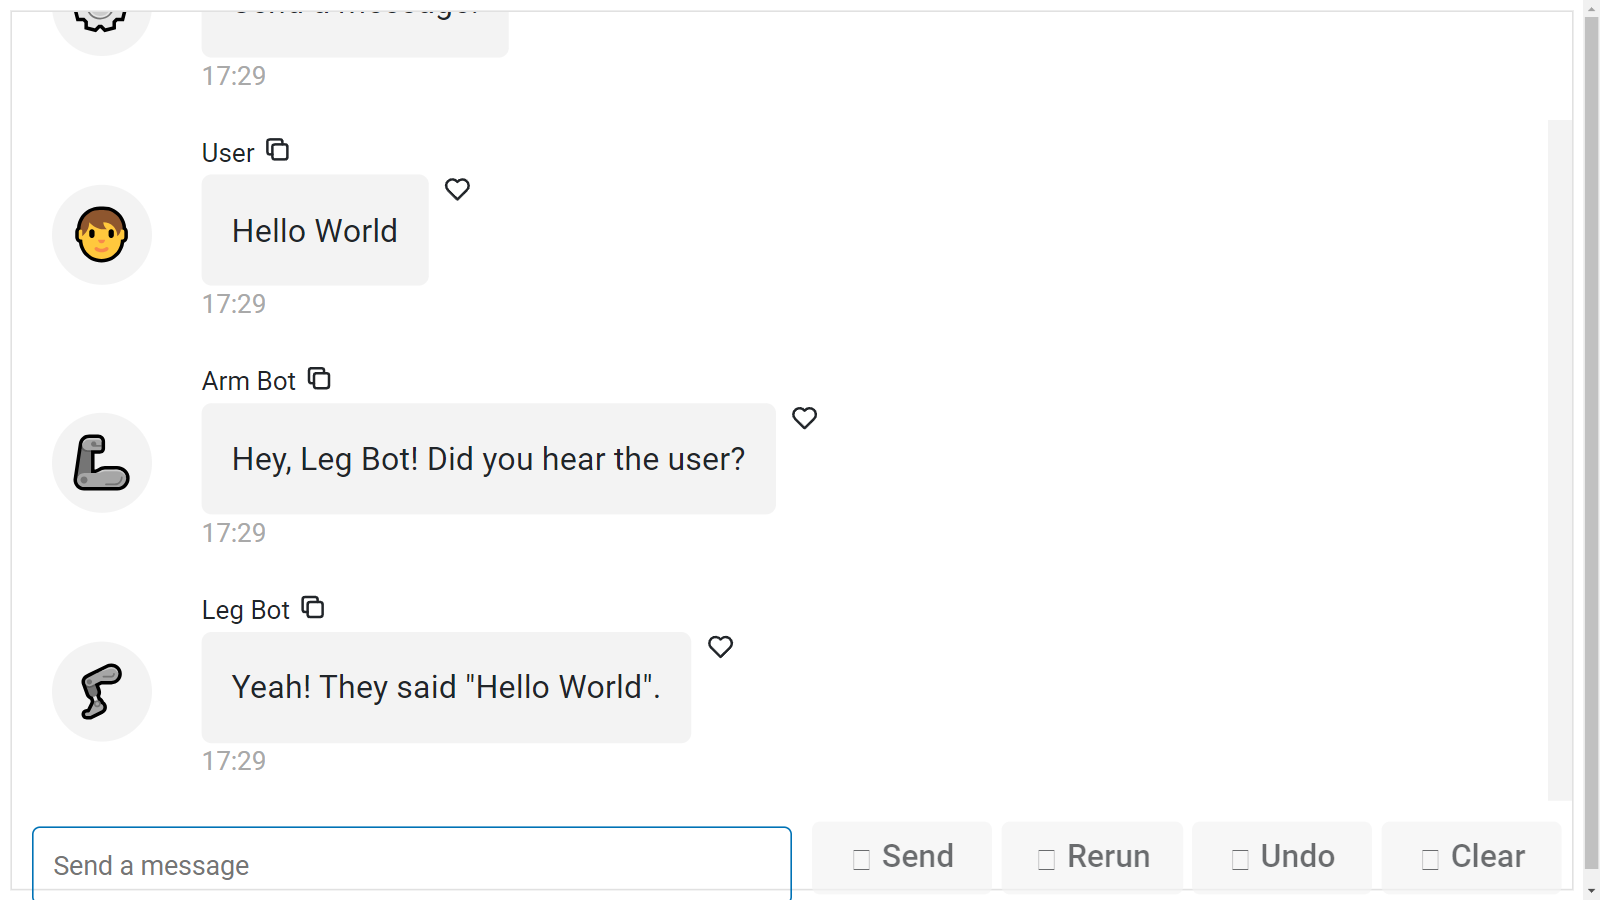 17:29
User
Hello World
17:29
Arm Bot
Hey, Leg Bot! Did you hear the user?
17:29
Leg Bot
Yeah! They said "Hello World".
17:29
Send a message
Send
Rerun
Undo
Clear